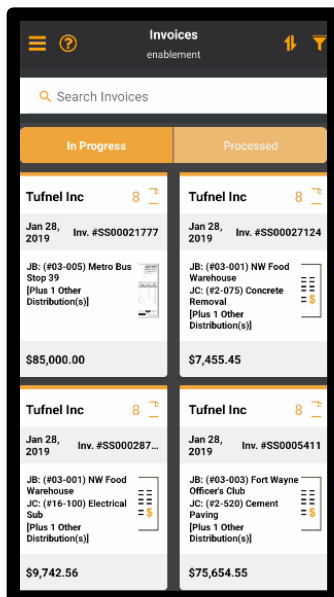 Invoices
enablement
Search Invoices
In Progress
Processed
Tufnel Inc 8
Jan 28,
2019
Inv. #SS00021777
JB: (#03-005) Metro Bus
Stop 39
[Plus 1 Other
Distribution(s)]
$85,000.00
Tufnel Inc 8
Jan 28,
2019
Inv. #SS00027124
JB: (#03-001) NW Food
Warehouse
JC: (#2-075) Concrete
Removal
[Plus 1 Other
Distribution(s)]
$7,455.45
Tufnel Inc 8
Jan 28,
2019
Inv. #SS000287...
JB: (#03-001) NW Food
Warehouse
JC: (#16-100) Electrical
Sub
[Plus 1 Other
Distribution(s)]
$9,742.56
Tufnel Inc 8
Jan 28,
2019
Inv. #SS0005411
JB: (#03-003) Fort Wayne
Officer's Club
JC: (#2-520) Cement
Paving
[Plus 1 Other
Distribution(s)]
$75,654.55